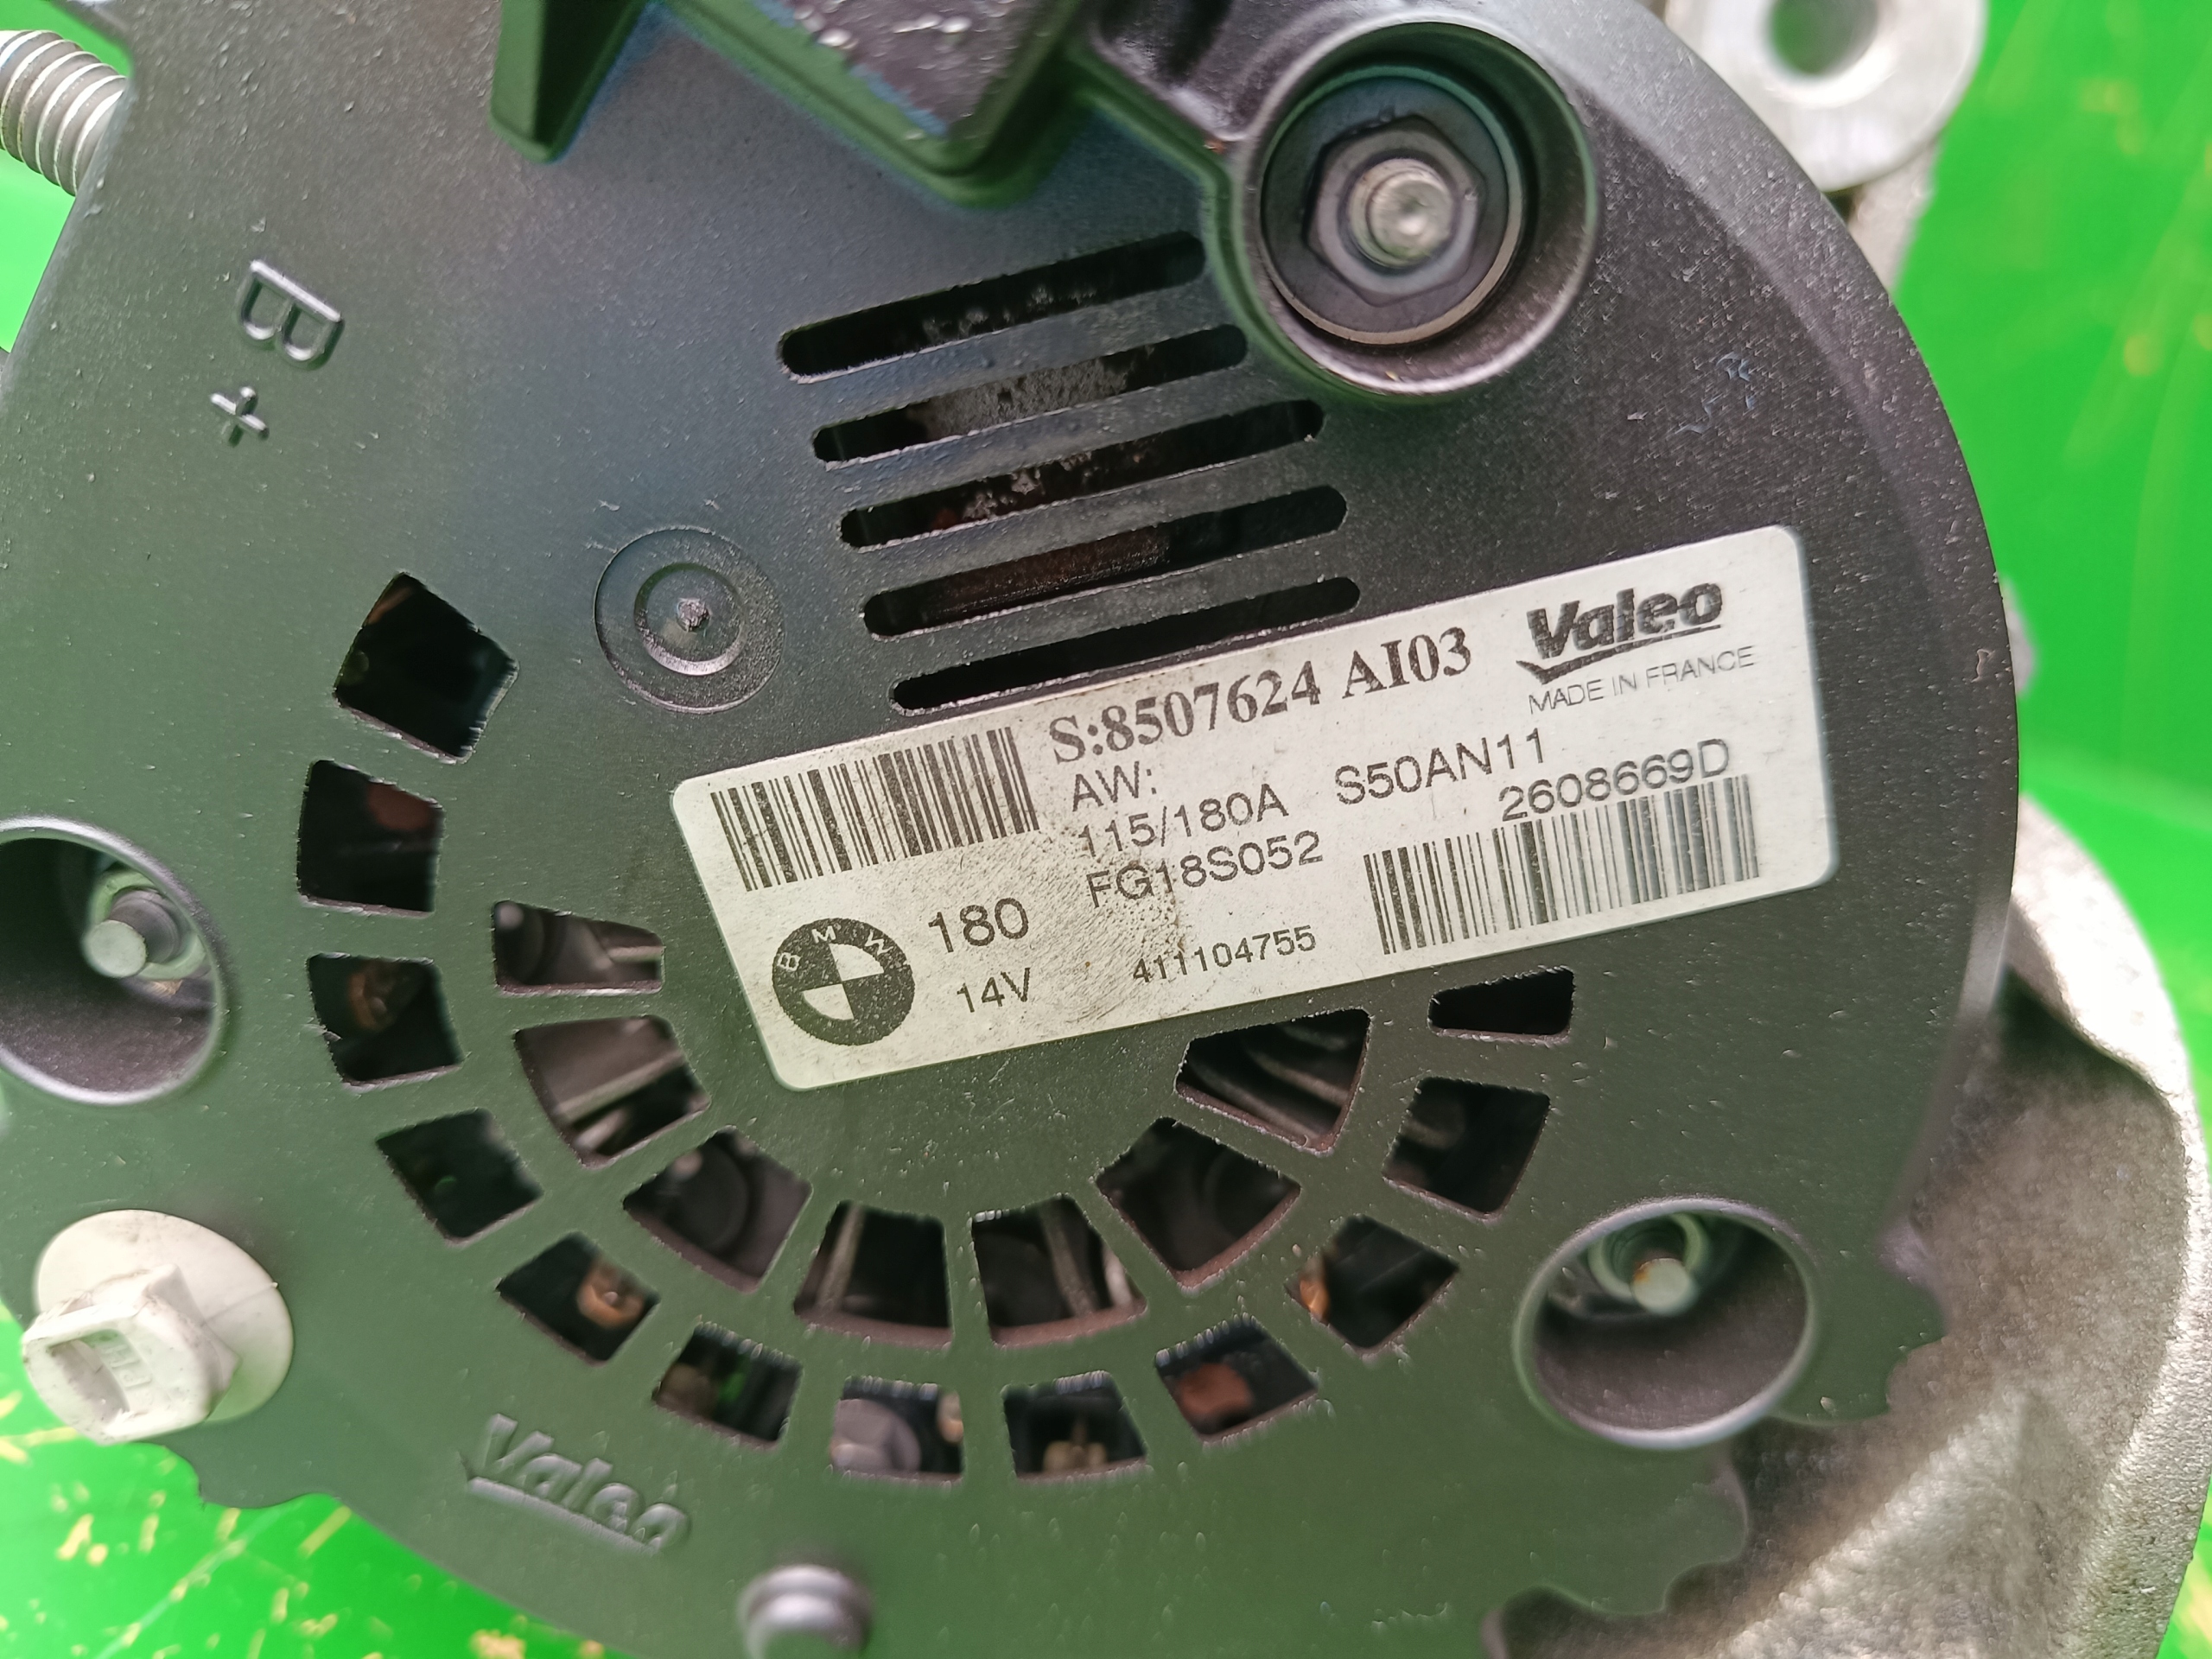 B+
Valeo
MADE IN FRANCE
S:8507624 AI03
AW:
115/180A S50AN11
FG18S052 2608669D
BMW
180
14V
411104755
Valeo